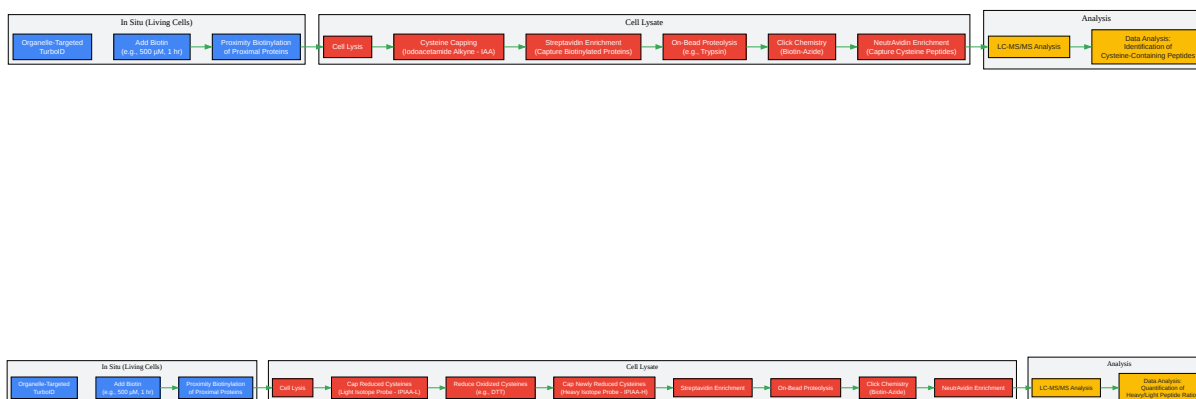 In Situ (Living Cells)
Organelle-Targeted
TurboID
Add Biotin
(e.g., 500 µM, 1 hr)
Proximity Biotinylation
of Proximal Proteins
Cell Lysate
Cell Lysis
Cysteine Capping
(Iodoacetamide Alkyne - IAA)
Streptavidin Enrichment
(Capture Biotinylated Proteins)
On-Bead Proteolysis
(e.g., Trypsin)
Click Chemistry
(Biotin-Azide)
NeutrAvidin Enrichment
(Capture Cysteine Peptides)
Analysis
LC-MS/MS Analysis
Data Analysis:
Identification of
Cysteine-Containing Peptides
In Situ (Living Cells)
Organelle-Targeted
TurboID
Add Biotin
(e.g., 500 µM, 1 hr)
Proximity Biotinylation
of Proximal Proteins
Cell Lysate
Cell Lysis
Cap Reduced Cysteines
(Light Isotope Probe - IPIAA-L)
Reduce Oxidized Cysteines
(e.g., DTT)
Cap Newly Reduced Cysteines
(Heavy Isotope Probe - IPIAA-H)
Streptavidin Enrichment
On-Bead Proteolysis
Click Chemistry
(Biotin-Azide)
NeutrAvidin Enrichment
Analysis
LC-MS/MS Analysis
Data Analysis:
Quantification of
Heavy/Light Peptide Ratio